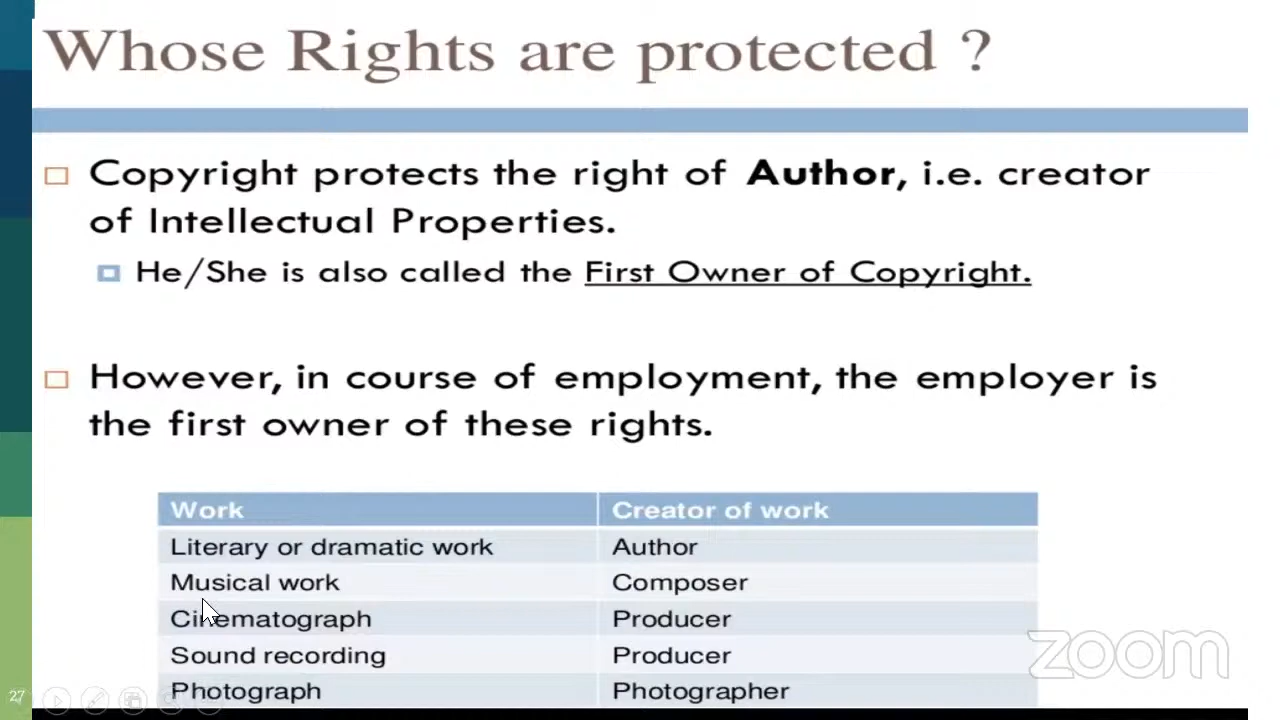 Whose Rights are protected ?
Copyright protects the right of Author, i.e. creator
of Intellectual Properties.
He/She is also called the First Owner of Copyright.
However, in course of employment, the employer is
the first owner of these rights.
Work Creator of work
Literary or dramatic work Author
Musical work Composer
Cinematograph Producer
Sound recording Producer
Photograph Photographer
zoom
27